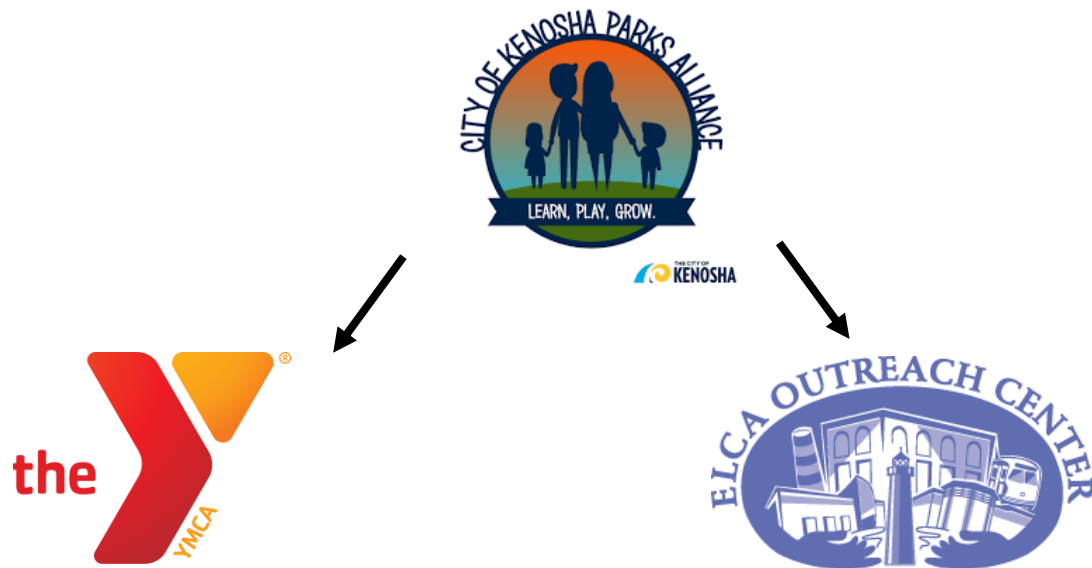 CITY OF KENOSHA PARKS ALLIANCE
LEARN, PLAY, GROW.
THE CITY OF
KENOSHA
the
YMCA
®
ELCA OUTREACH CENTER